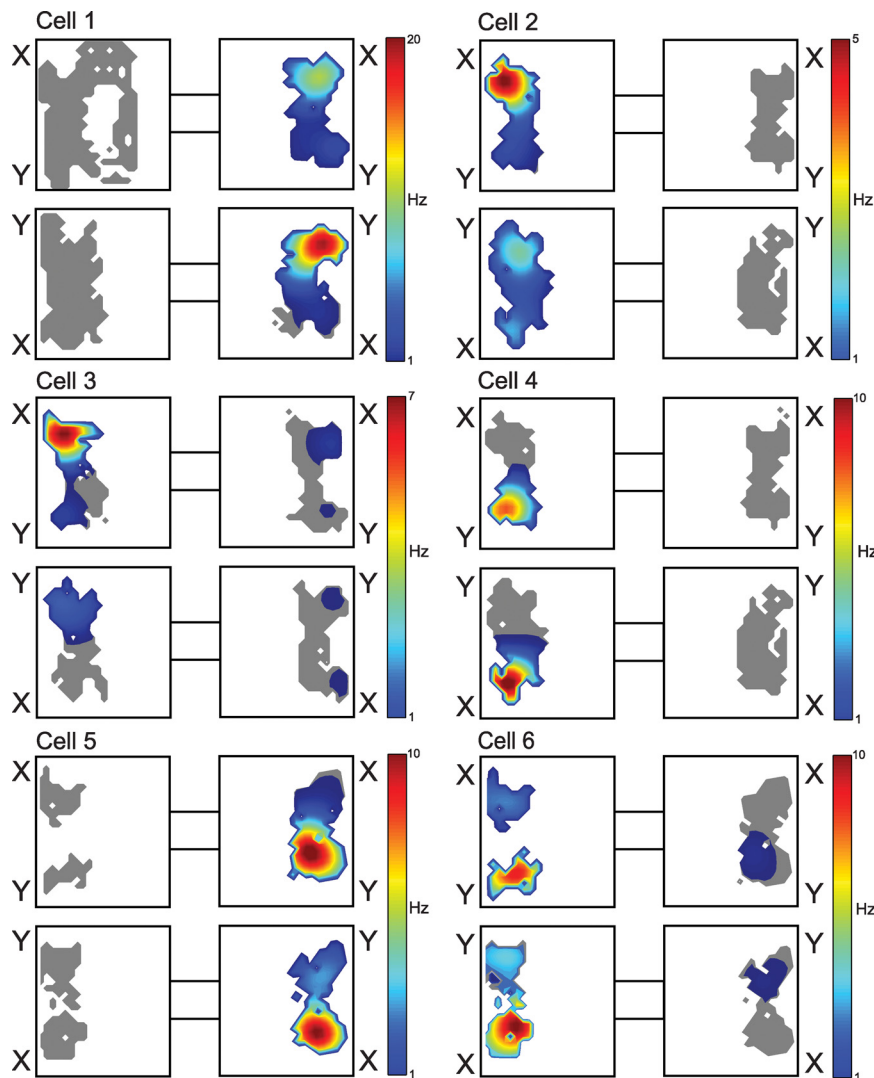 Cell 1
X X 20
Y Y
Hz
Y Y
X X 1
Cell 2
X X 5
Y Y
Hz
Y Y
X X 1
Cell 3
X X 7
Y Y
Hz
Y Y
X X 1
Cell 4
X X 10
Y Y
Hz
Y Y
X X 1
Cell 5
X X 10
Y Y
Hz
Y Y
X X 1
Cell 6
X X 10
Y Y
Hz
Y Y
X X 1